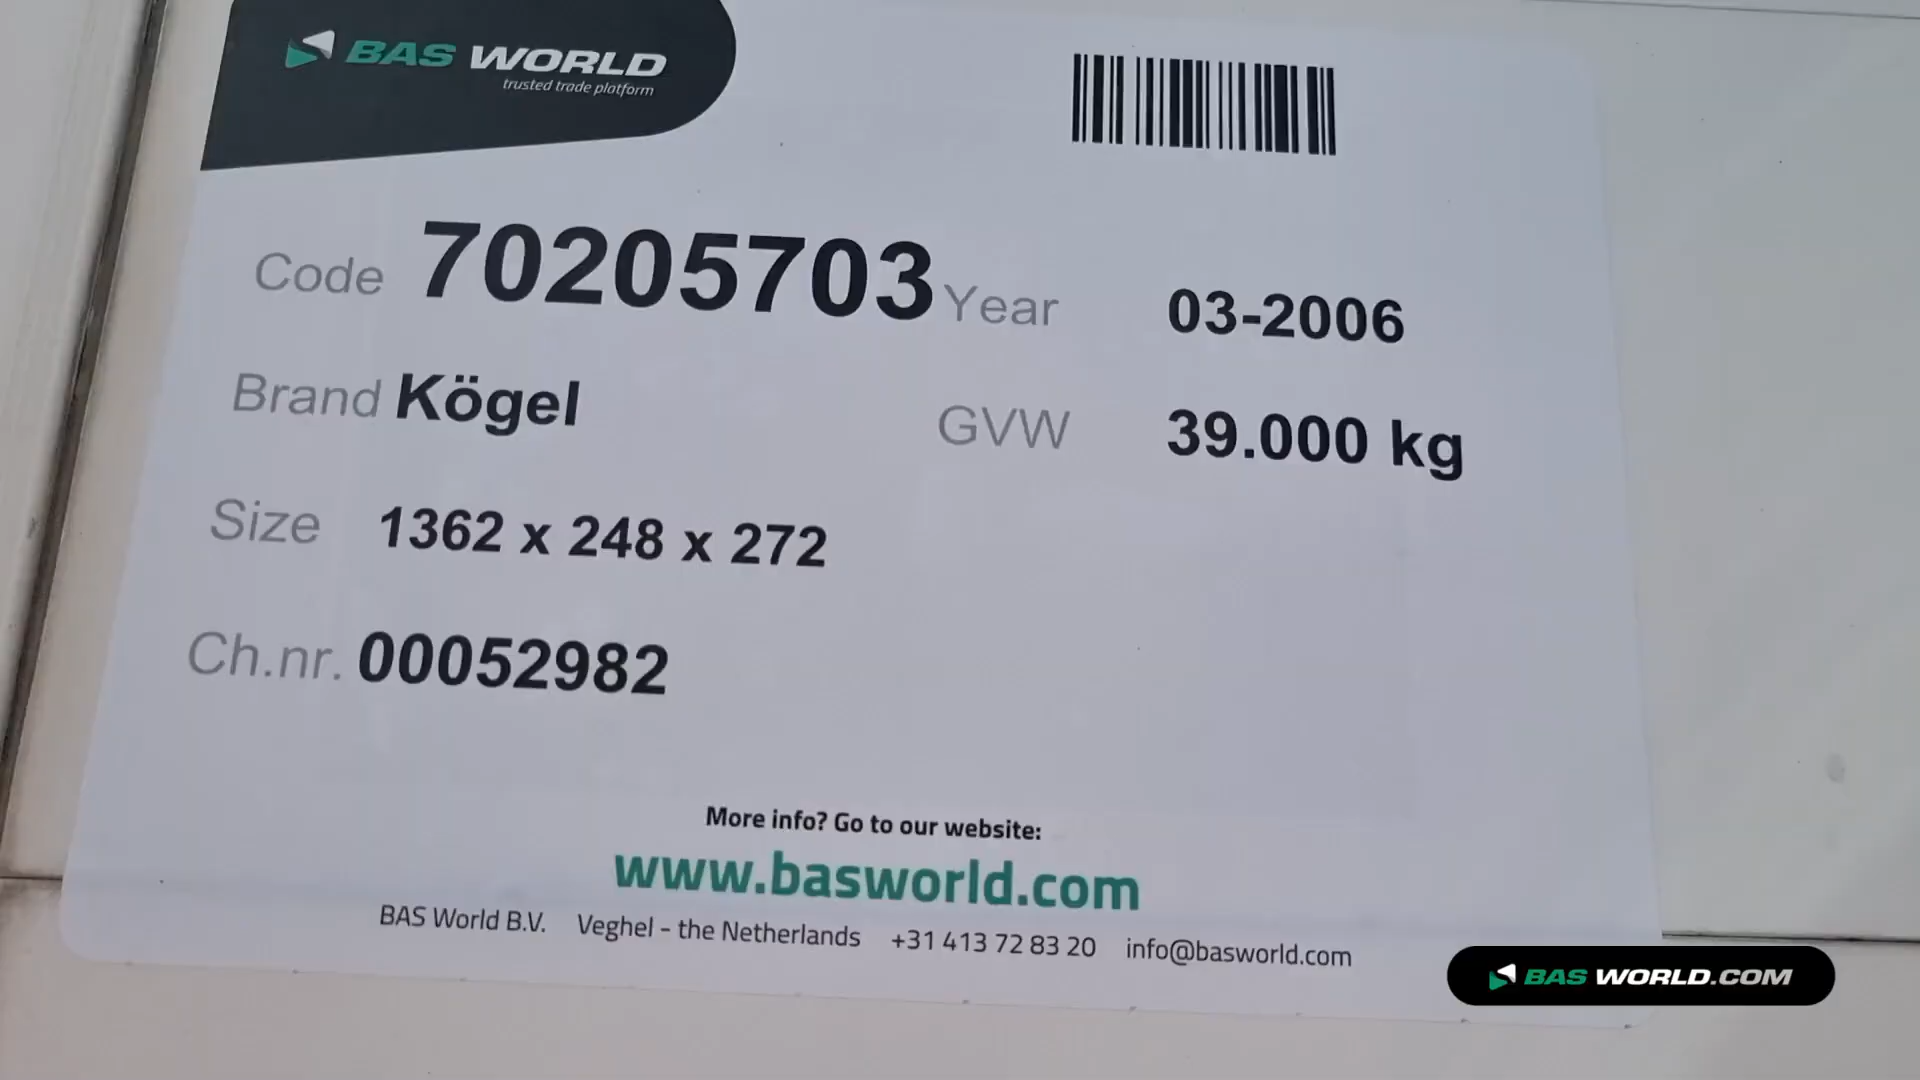 BAS WORLD
trusted trade platform
Code 70205703 Year 03-2006
Brand Kögel GVW 39.000 kg
Size 1362 x 248 x 272
Ch.nr. 00052982
More info? Go to our website:
www.basworld.com
BAS World B.V. Veghel - the Netherlands +31 413 72 83 20 info@basworld.com
BAS WORLD.COM